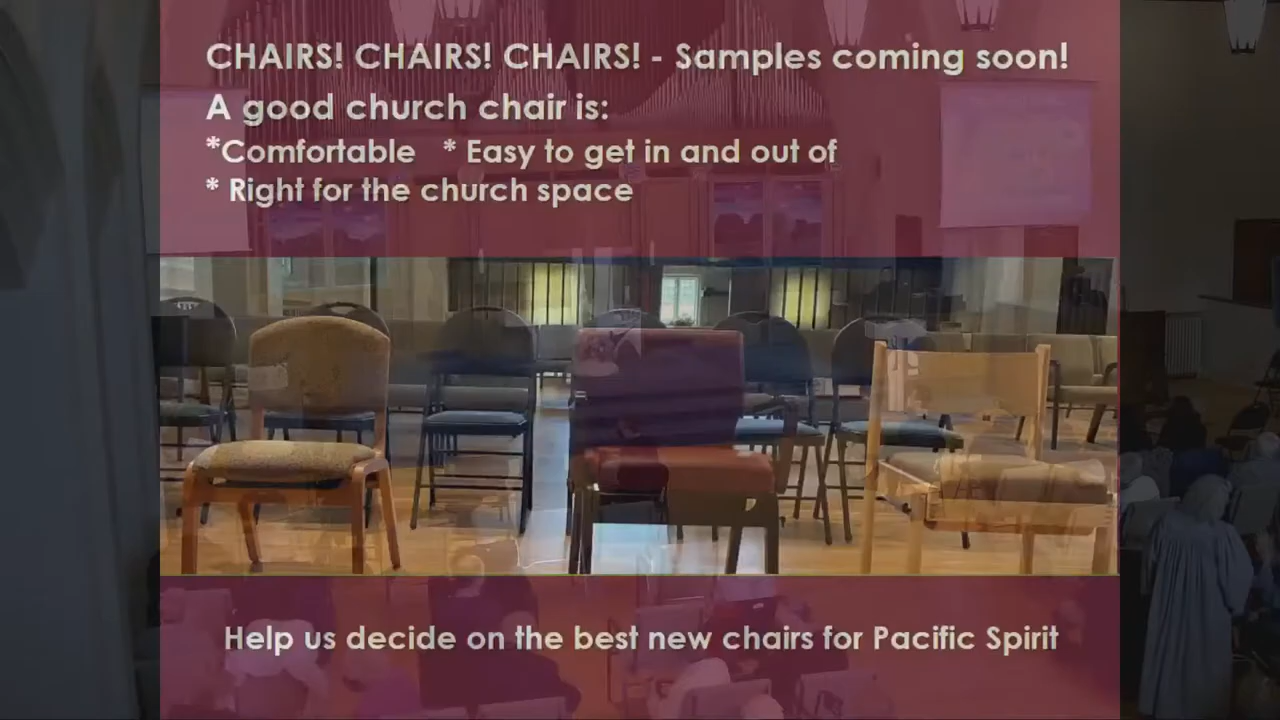 CHAIRS! CHAIRS! CHAIRS! - Samples coming soon!
A good church chair is:
*Comfortable * Easy to get in and out of
* Right for the church space
Help us decide on the best new chairs for Pacific Spirit